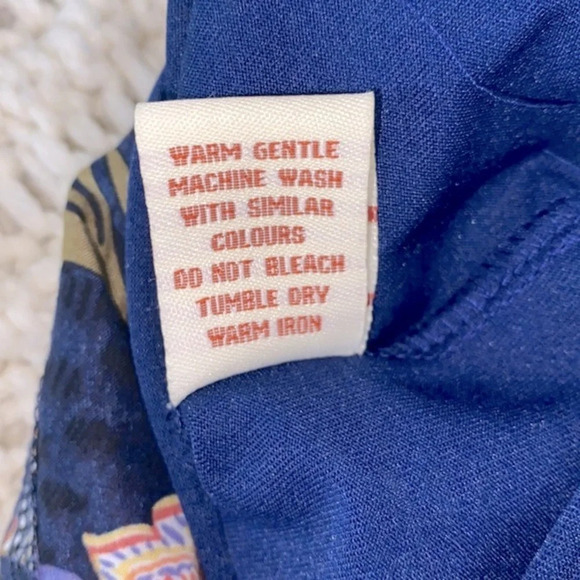 WARM GENTLE
MACHINE WASH
WITH SIMILAR
COLOURS
DO NOT BLEACH
TUMBLE DRY
WARM IRON